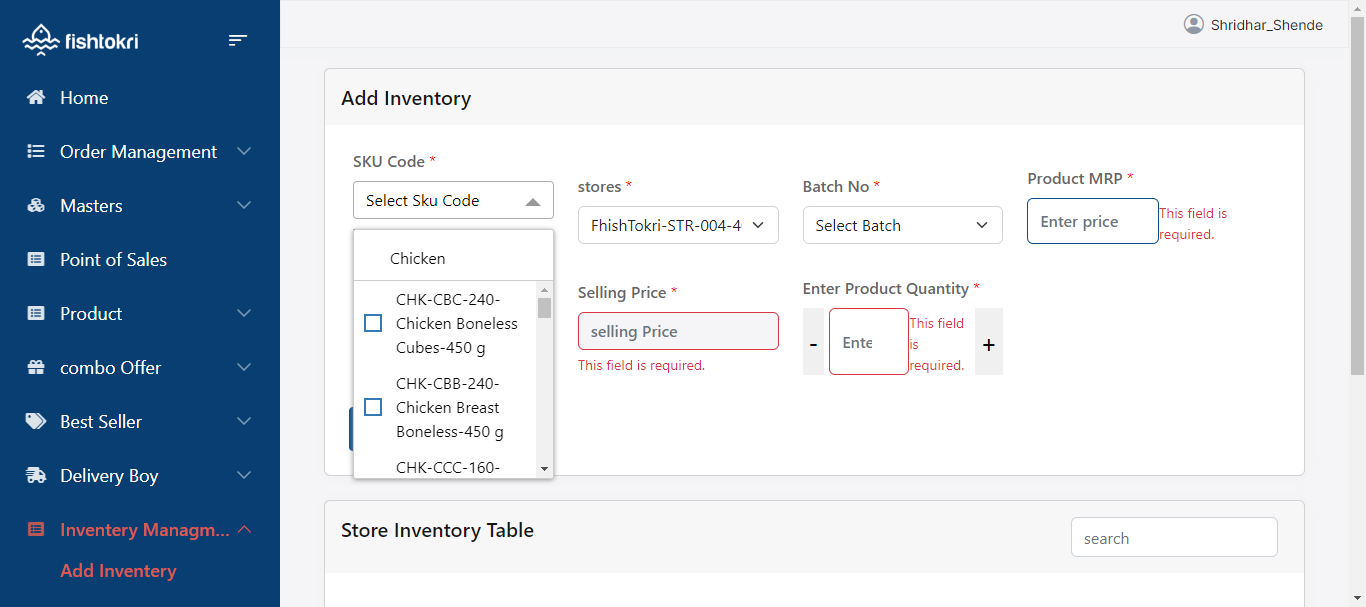 fishtokri
Shridhar_Shende
Home
Order Management
Masters
Point of Sales
Product
combo Offer
Best Seller
Delivery Boy
Inventery Managm...
Add Inventory
Add Inventory
SKU Code *
Select Sku Code
Chicken
CHK-CBC-240-
Chicken Boneless
Cubes-450 g
CHK-CBB-240-
Chicken Breast
Boneless-450 g
CHK-CCC-160-
stores *
FhishTokri-STR-004-4
Batch No *
Select Batch
Product MRP *
Enter price
This field is
required.
Selling Price *
selling Price
This field is required.
Enter Product Quantity *
-
Ente
This field
is
required.
+
Store Inventory Table
search